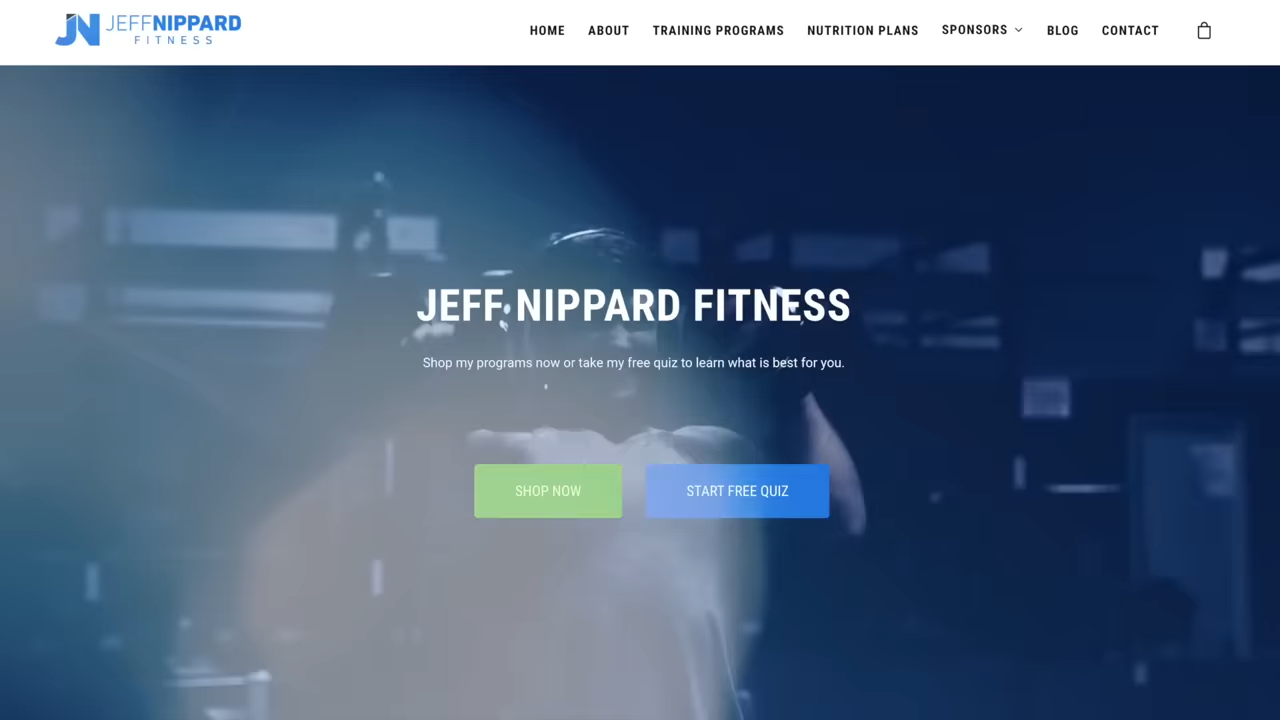 JN JEFFNIPPARD
FITNESS
HOME ABOUT TRAINING PROGRAMS NUTRITION PLANS SPONSORS BLOG CONTACT
JEFF NIPPARD FITNESS
Shop my programs now or take my free quiz to learn what is best for you.
SHOP NOW START FREE QUIZ